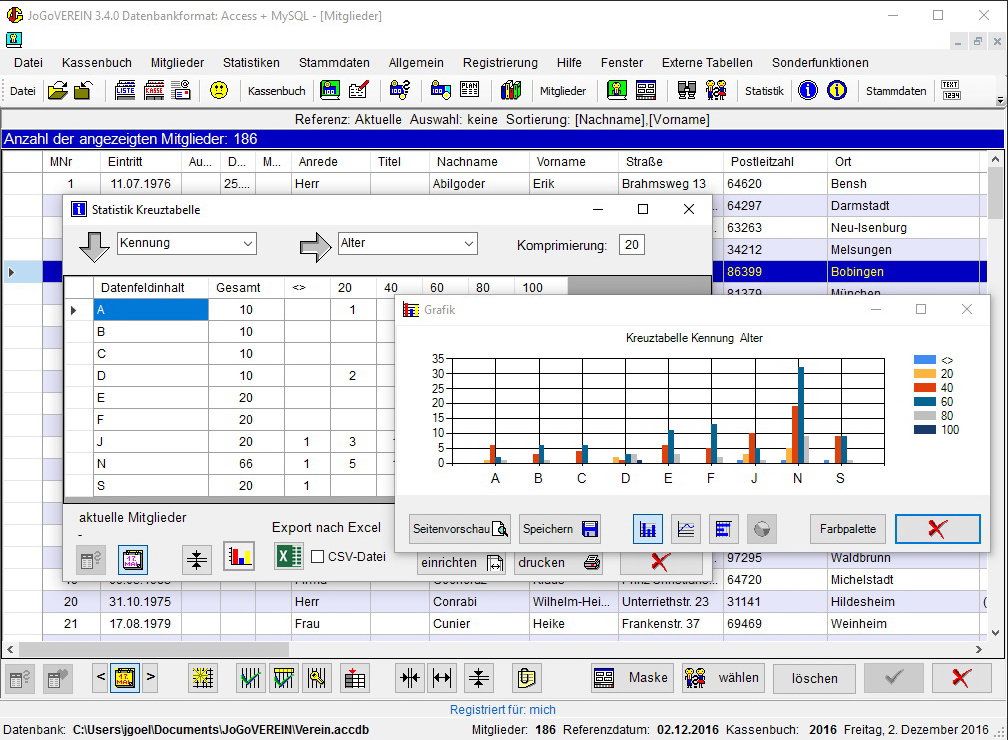 JoGoVEREIN 3.4.0 Datenbankformat: Access + MySQL - [Mitglieder]
Datei Kassenbuch Mitglieder Statistiken Stammdaten Allgemein Registrierung Hilfe Fenster Externe Tabellen Sonderfunktionen
Datei LISTE KASSE Kassenbuch PLAN Mitglieder Statistik Stammdaten TEXT 1234
Referenz: Aktuelle Auswahl: keine Sortierung: [Nachname],[Vorname]
Anzahl der angezeigten Mitglieder: 186
MNr Eintritt Au... D... M... Anrede Titel Nachname Vorname Straße Postleitzahl Ort
1 11.07.1976 25.... Herr Abilgoder Erik Brahmsweg 13 64620 Bensh
64297 Darmstadt
63263 Neu-Isenburg
34212 Melsungen
86399 Bobingen
81379 München
Statistik Kreuztabelle
Kennung Alter Komprimierung: 20
Datenfeldinhalt Gesamt <> 20 40 60 80 100
A 10 1
B 10
C 10
D 10 2
E 20
F 20
J 20 1 3
N 66 1 5
S 20 1
aktuelle Mitglieder
-
Export nach Excel
CSV-Datei
einrichten drucken
Grafik
Kreuztabelle Kennung Alter
35
30
25
20
15
10
5
0
A B C D E F J N S
<>
20
40
60
80
100
Seitenvorschau Speichern Farbpalette
97295 Waldbrunn
64720 Michelstadt
20 31.10.1975 Herr Conrabi Wilhelm-Hei... Unterriethstr. 23 31141 Hildesheim
21 17.08.1979 Frau Cunier Heike Frankenstr. 37 69469 Weinheim
< 17. MAI > Maske wählen löschen
Registriert für: mich
Datenbank: C:\Users\jgoel\Documents\JoGoVEREIN\Verein.accdb Mitglieder: 186 Referenzdatum: 02.12.2016 Kassenbuch: 2016 Freitag, 2. Dezember 2016